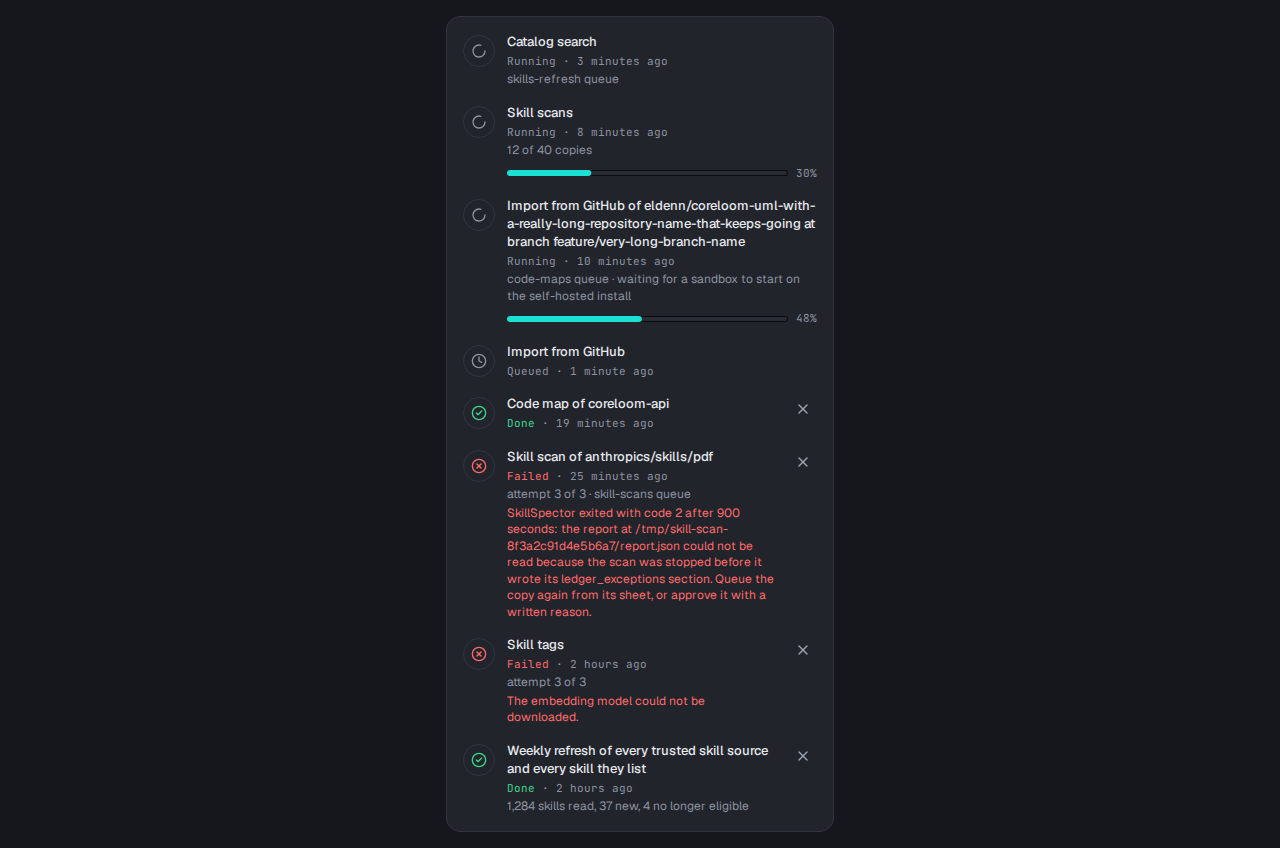 Catalog search
Running · 3 minutes ago
skills-refresh queue
Skill scans
Running · 8 minutes ago
12 of 40 copies
30%
Import from GitHub of eldenn/coreloom-uml-with-
a-really-long-repository-name-that-keeps-going at
branch feature/very-long-branch-name
Running · 10 minutes ago
code-maps queue · waiting for a sandbox to start on
the self-hosted install
48%
Import from GitHub
Queued · 1 minute ago
Code map of coreloom-api
Done · 19 minutes ago
Skill scan of anthropics/skills/pdf
Failed · 25 minutes ago
attempt 3 of 3 · skill-scans queue
SkillSpector exited with code 2 after 900
seconds: the report at /tmp/skill-scan-
8f3a2c91d4e5b6a7/report.json could not be
read because the scan was stopped before it
wrote its ledger_exceptions section. Queue the
copy again from its sheet, or approve it with a
written reason.
Skill tags
Failed · 2 hours ago
attempt 3 of 3
The embedding model could not be
downloaded.
Weekly refresh of every trusted skill source
and every skill they list
Done · 2 hours ago
1,284 skills read, 37 new, 4 no longer eligible